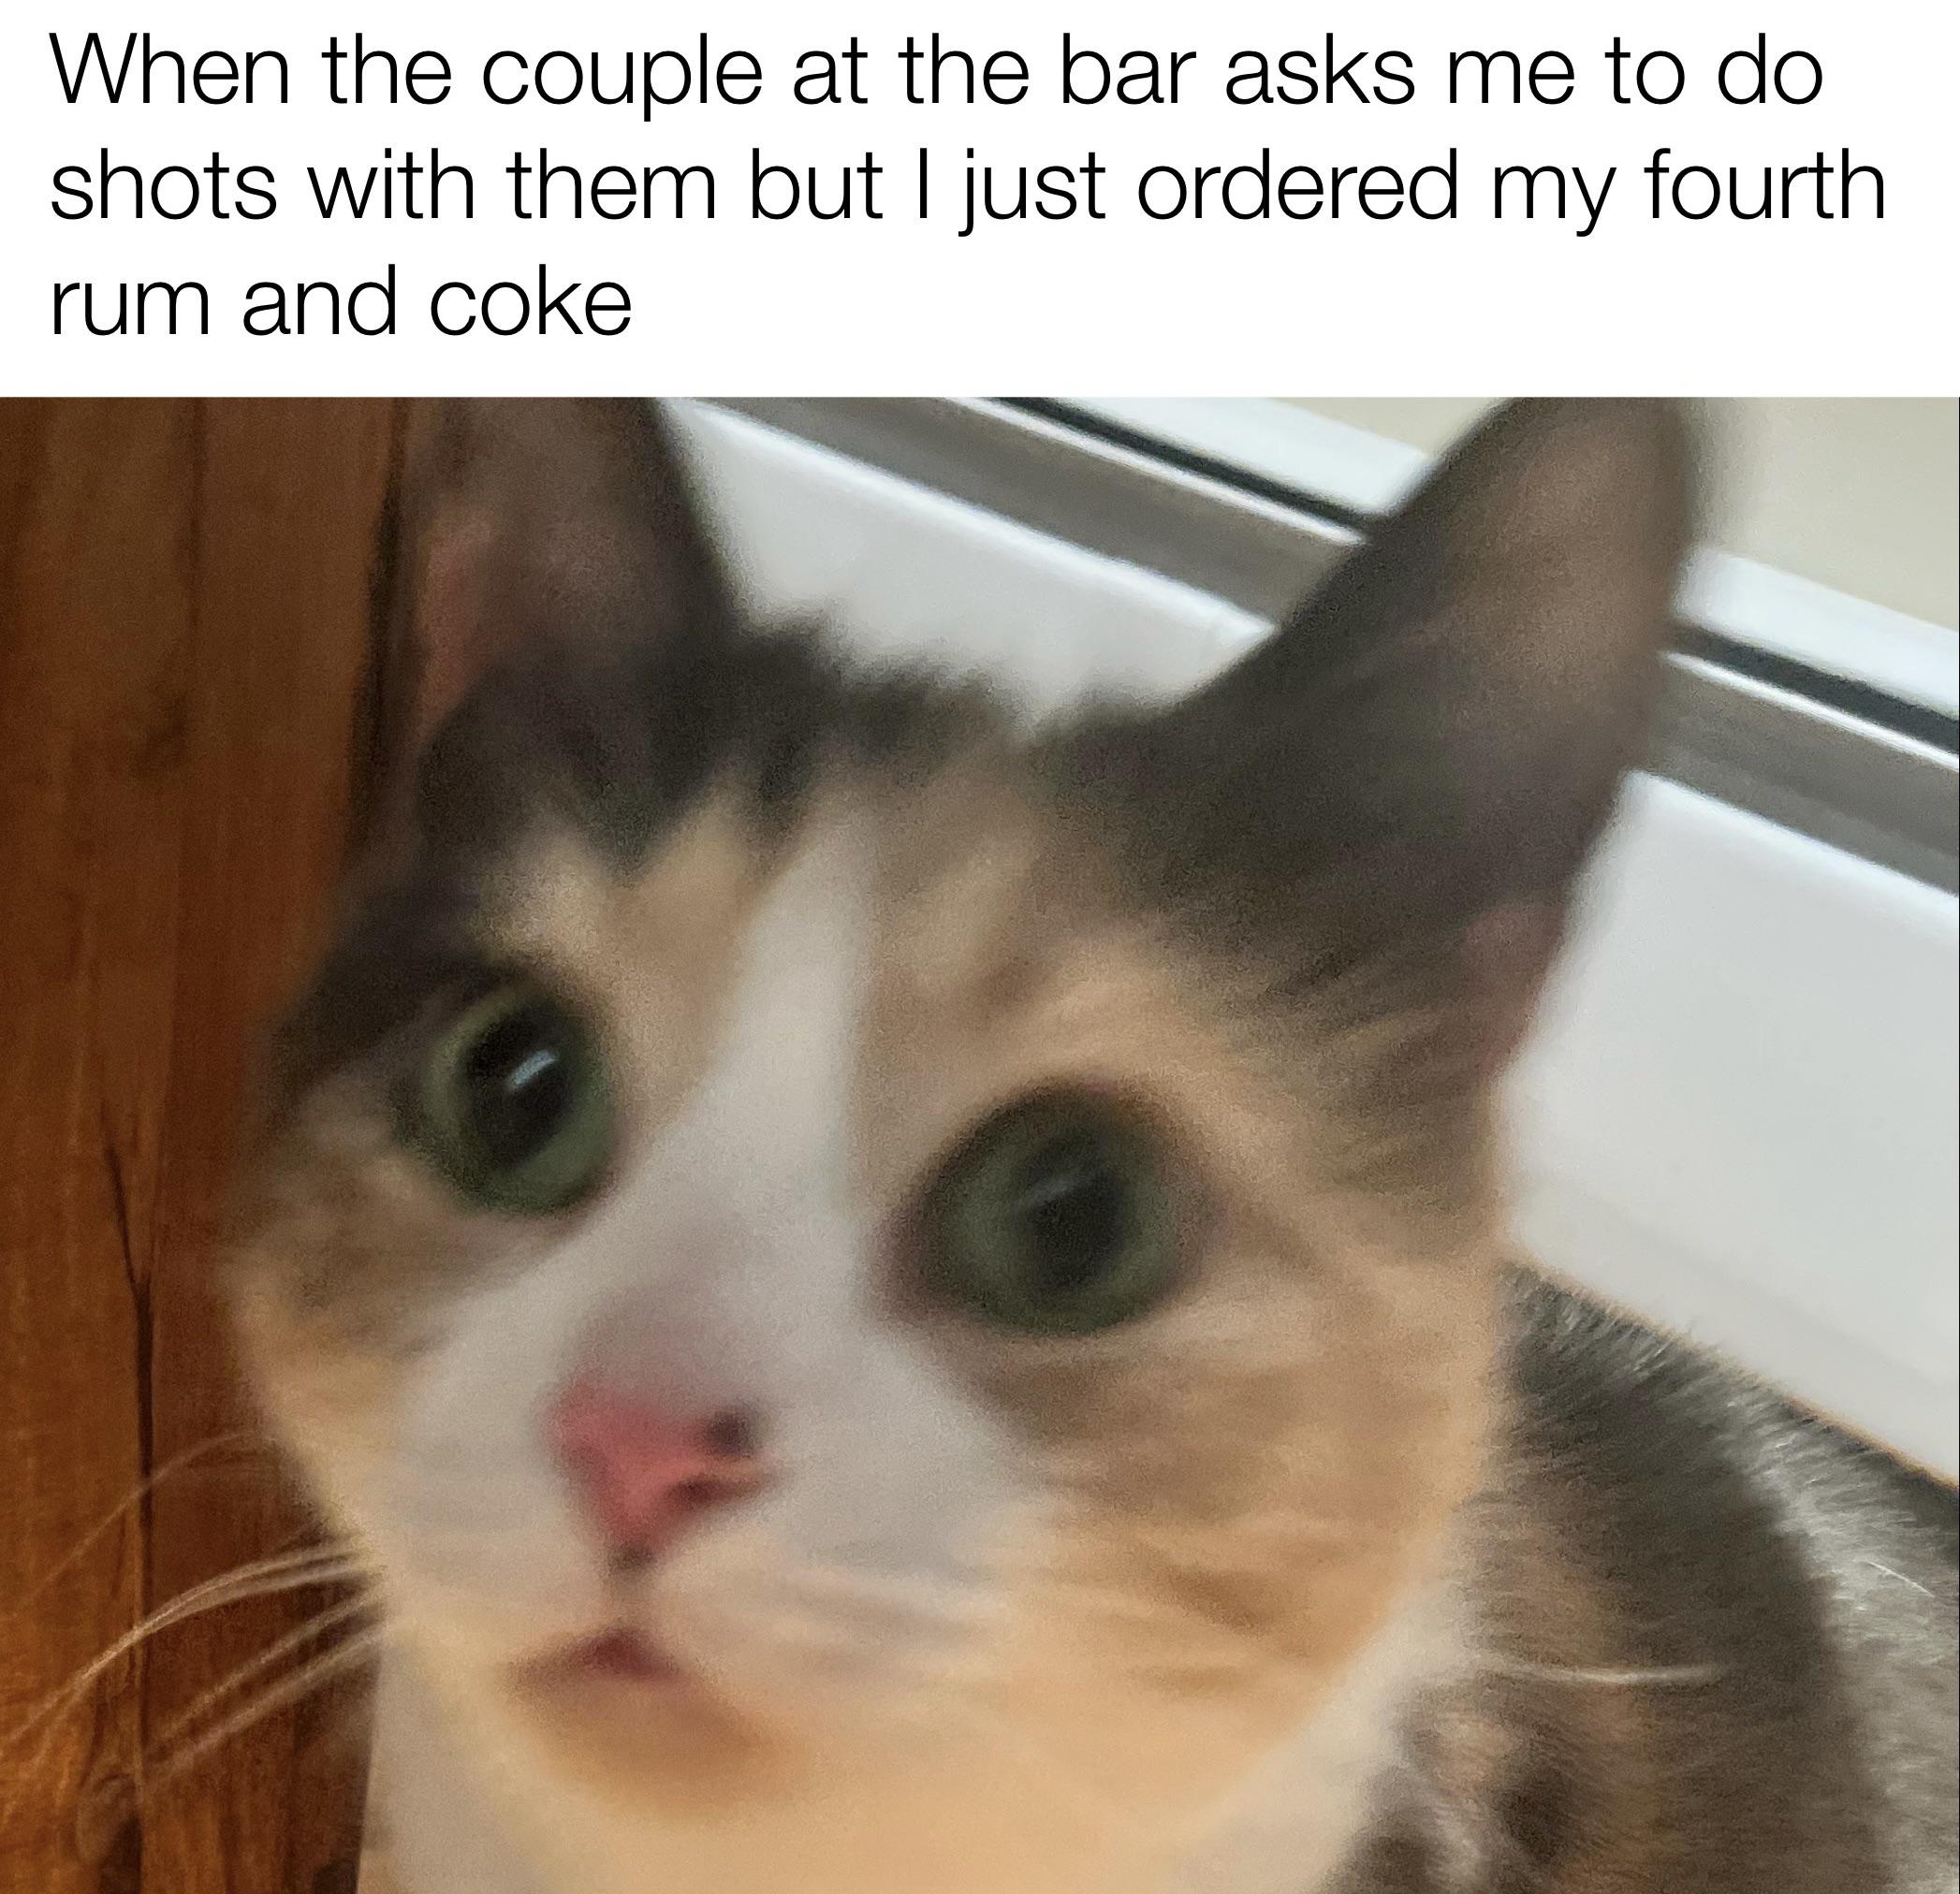 When the couple at the bar asks me to do
shots with them but I just ordered my fourth
rum and coke